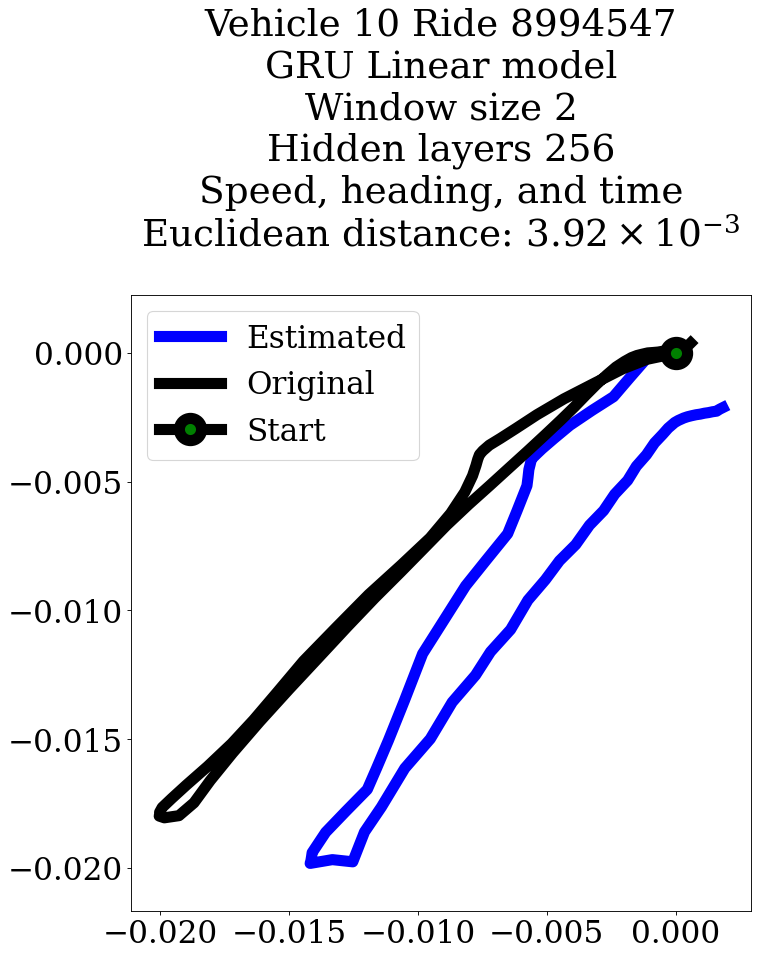 Vehicle 10 Ride 8994547
GRU Linear model
Window size 2
Hidden layers 256
Speed, heading, and time
Euclidean distance: 3.92 × 10⁻³
Estimated
Original
Start
0.000
−0.005
−0.010
−0.015
−0.020
−0.020 −0.015 −0.010 −0.005 0.000